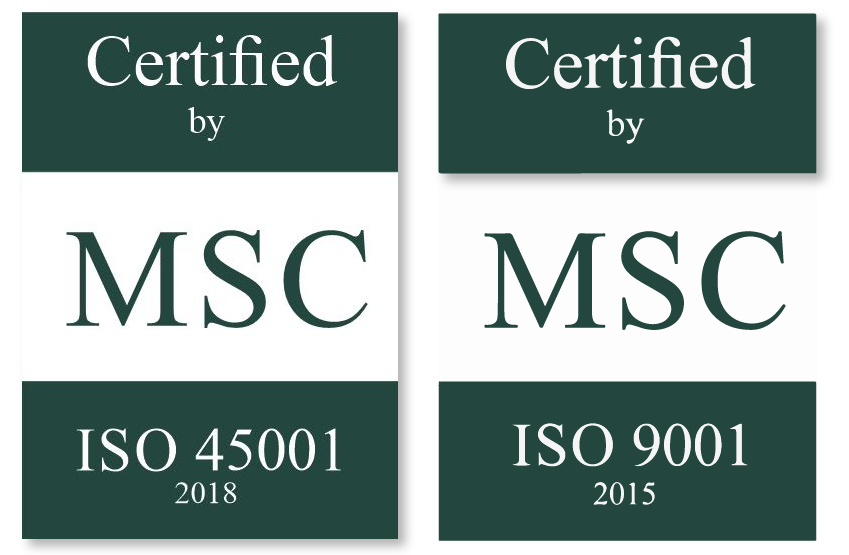 Certified
by
MSC
ISO 45001
2018
Certified
by
MSC
ISO 9001
2015